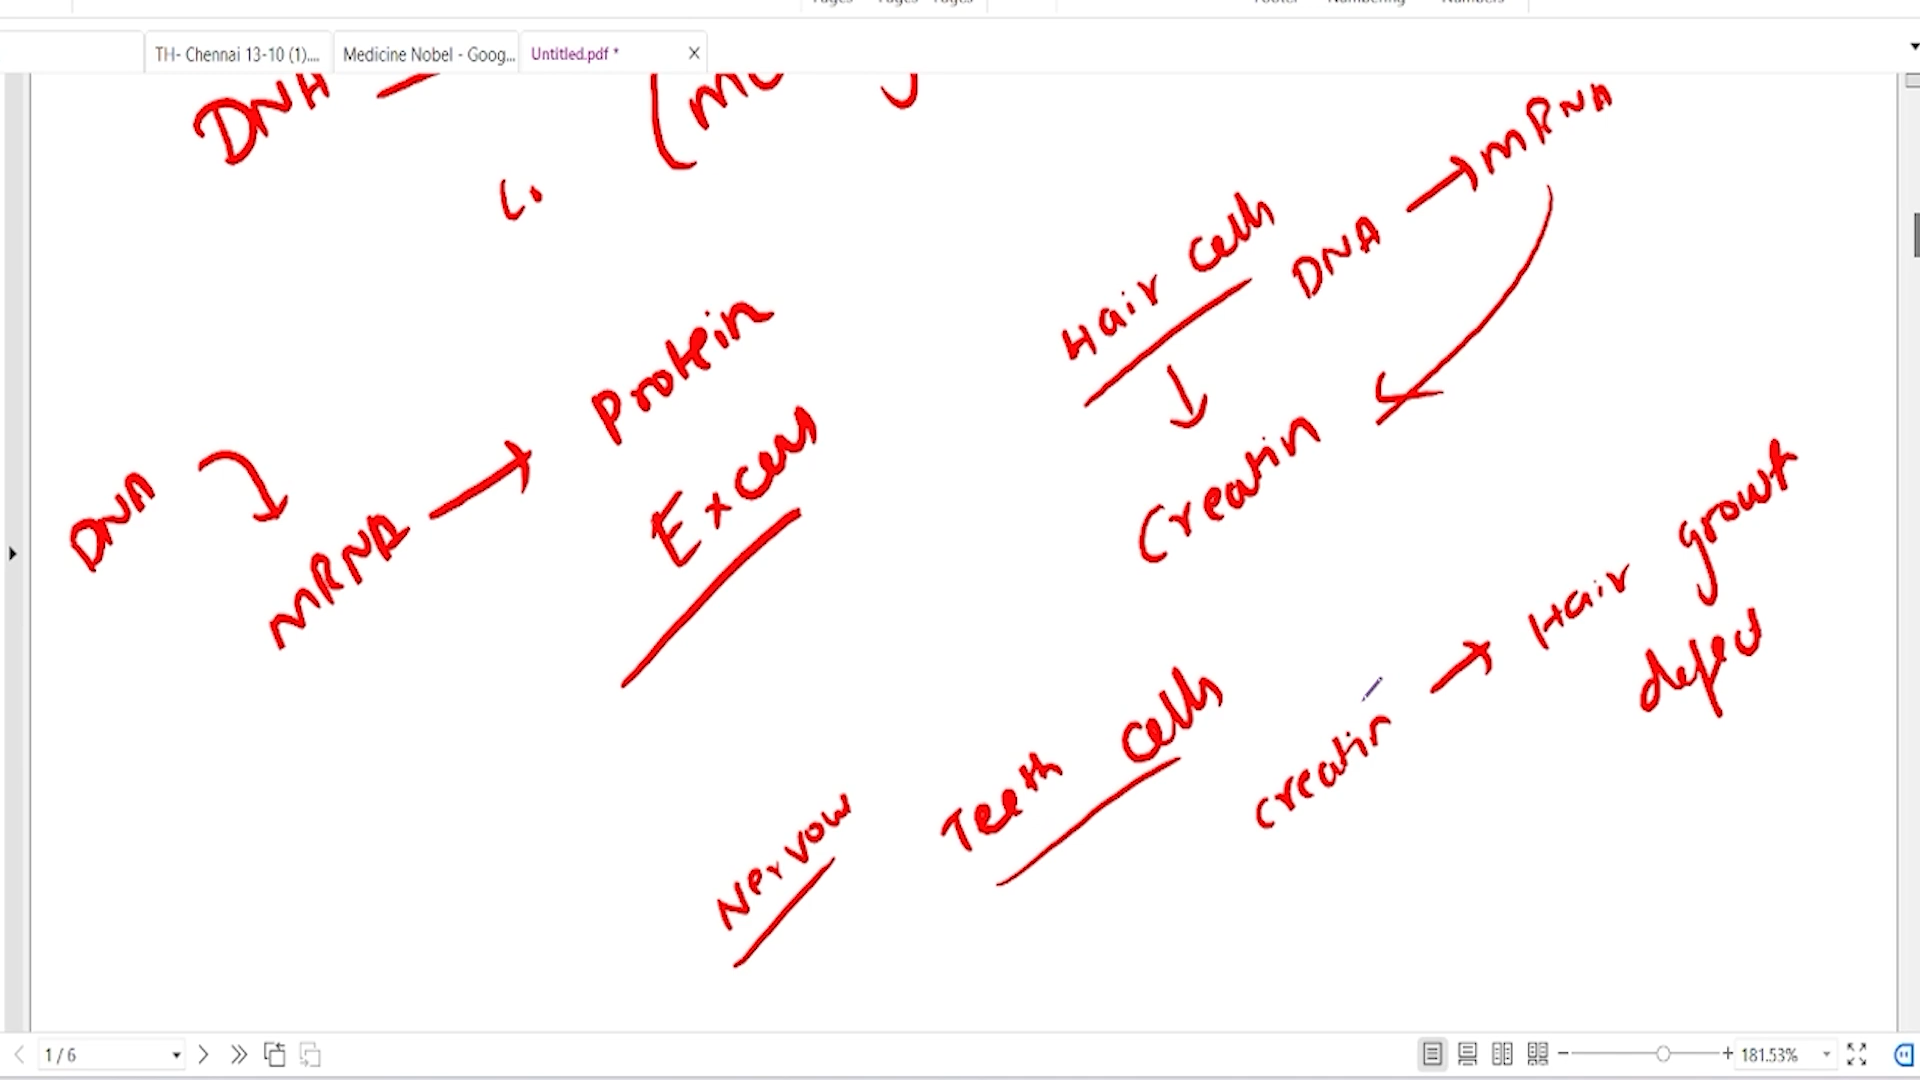 TH- Chennai 13-10 (1)....
Medicine Nobel - Goog...
Untitled.pdf *
DNA
mRNA
Hair Cells
DNA
Protein
Excess
Creatin
DNA
mRNA
Hair growt
defect
Teeth Cells
creatin
Nervous
1 / 6
181.53%